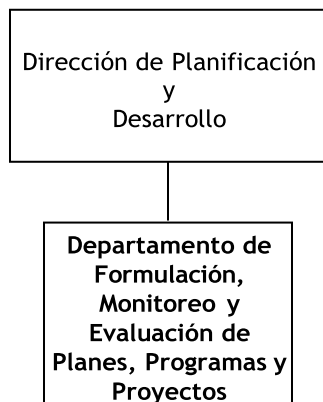 Dirección de Planificación
y
Desarrollo
Departamento de
Formulación,
Monitoreo y
Evaluación de
Planes, Programas y
Proyectos